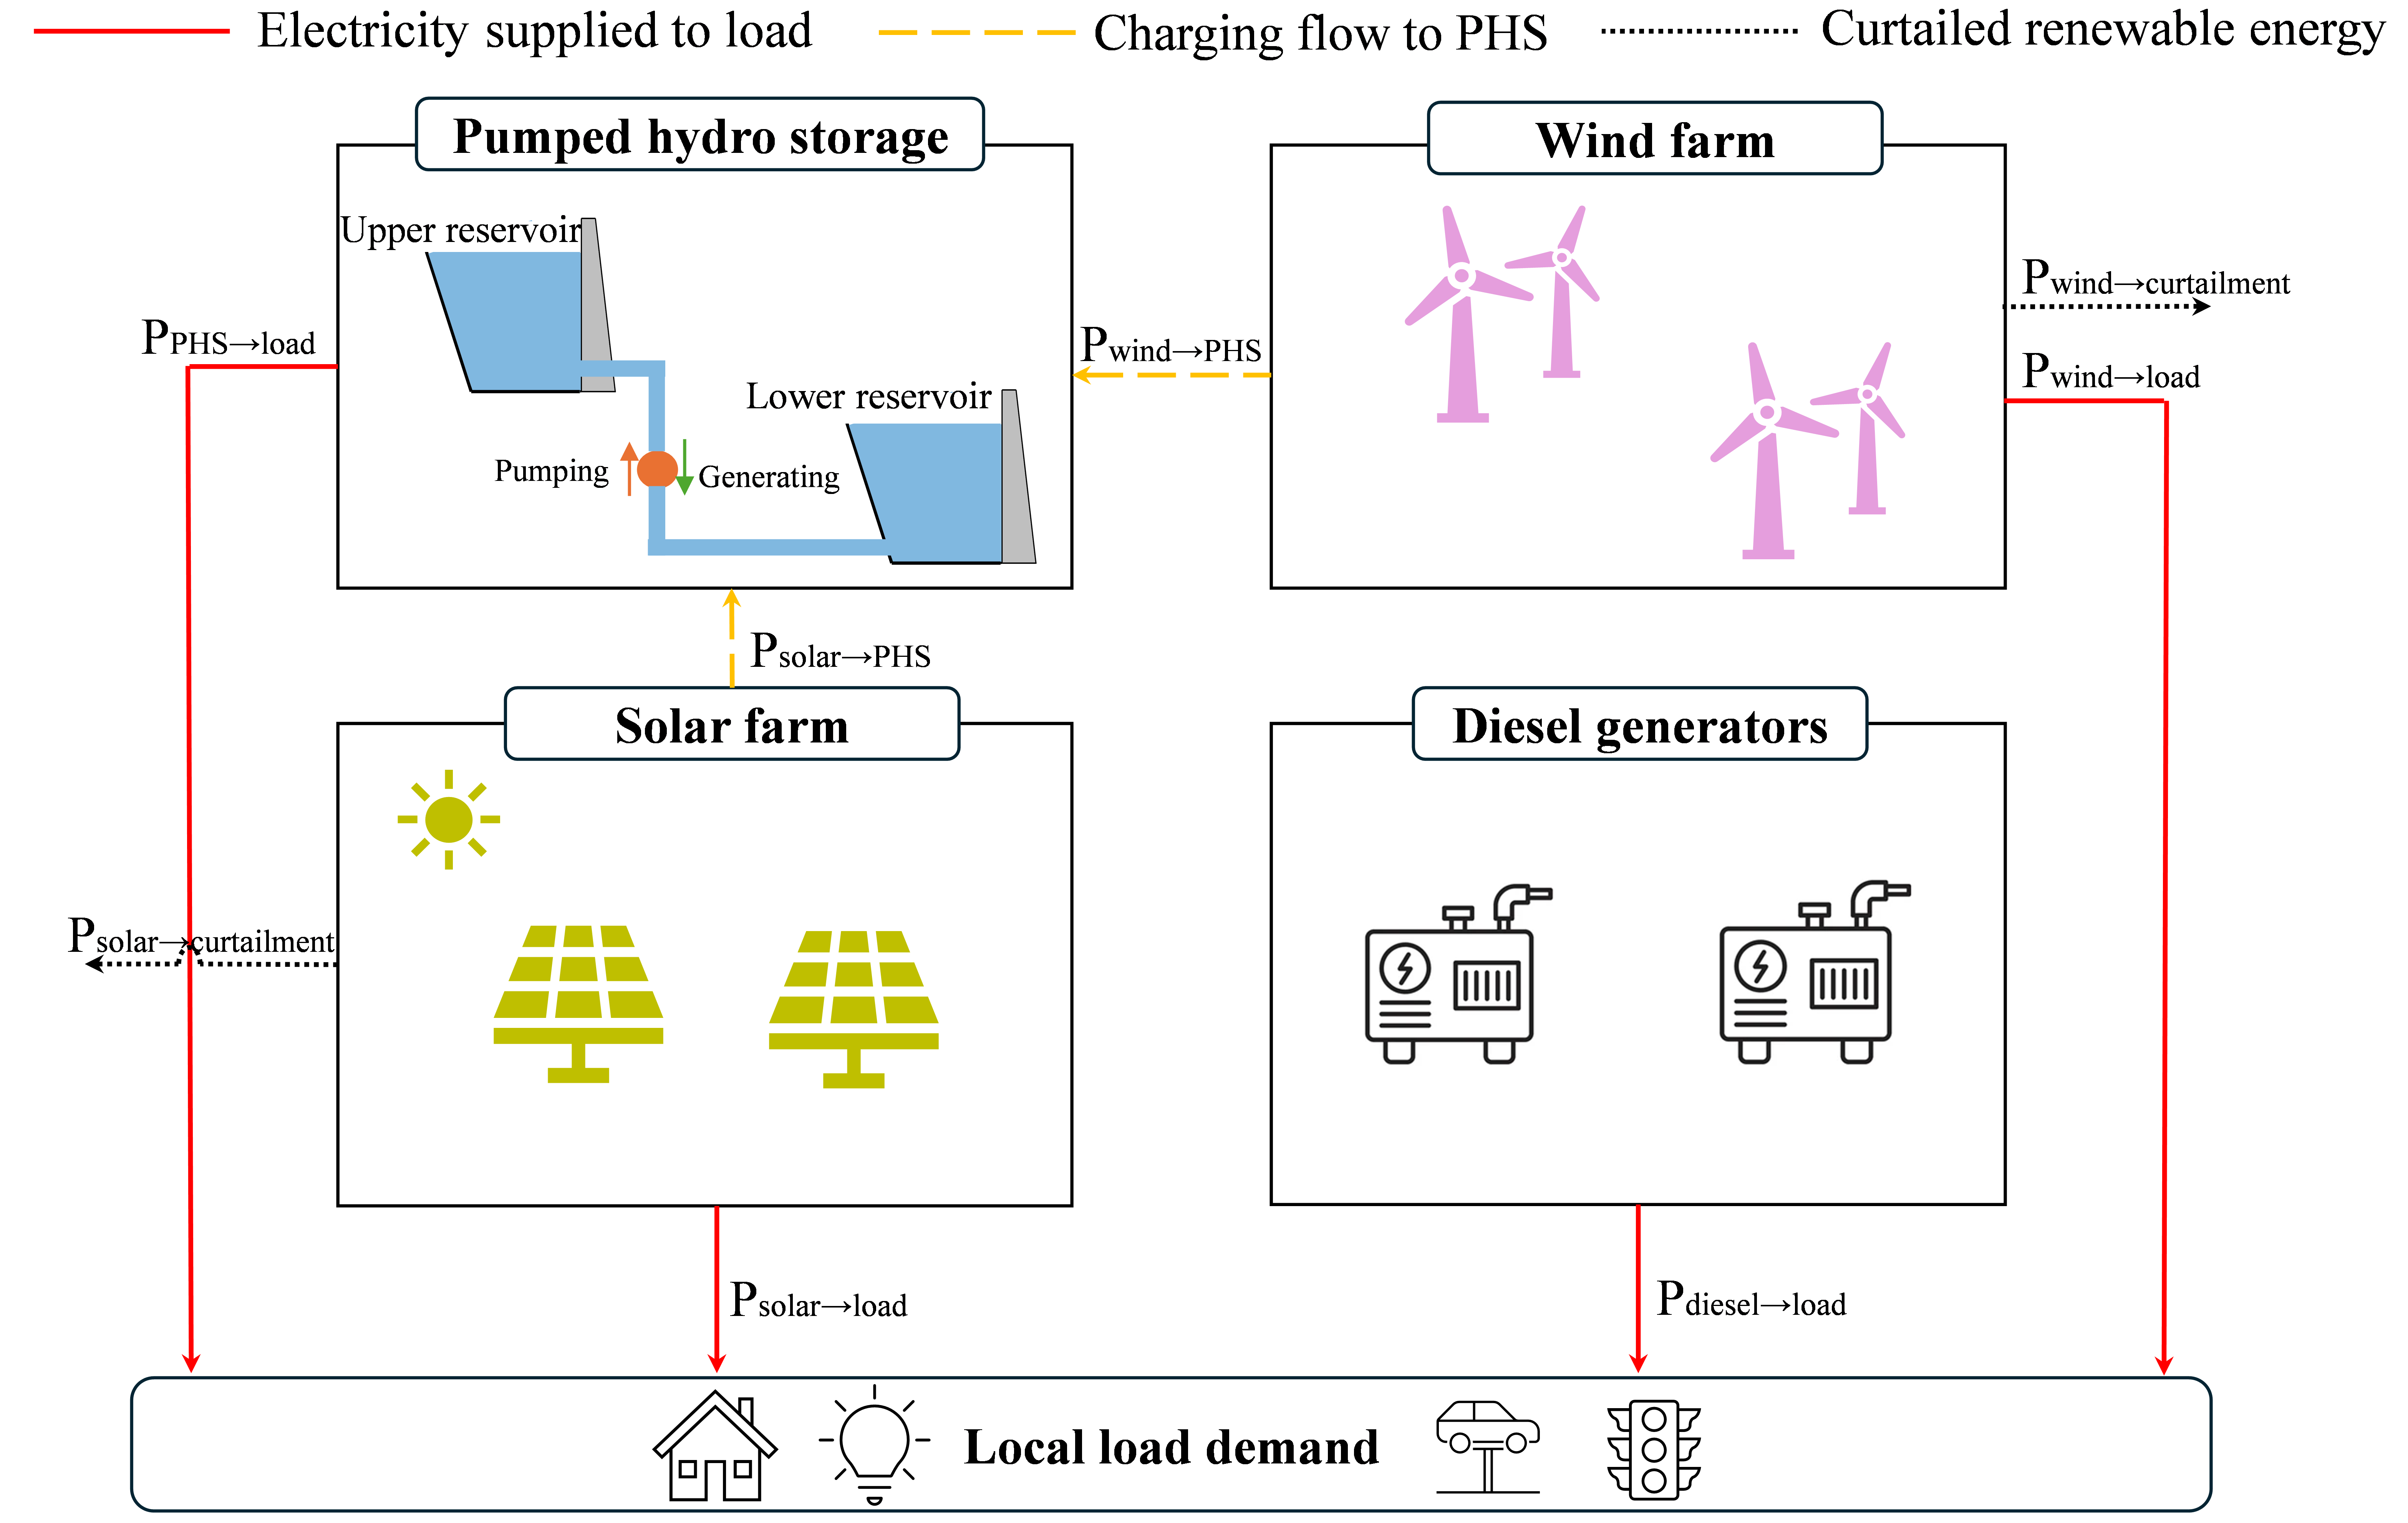 Electricity supplied to load
Charging flow to PHS
Curtailed renewable energy
Pumped hydro storage
Wind farm
Upper reservoir
Lower reservoir
Pumping
Generating
PPHS→load
Pwind→PHS
Pwind→curtailment
Pwind→load
Psolar→PHS
Solar farm
Diesel generators
Psolar→curtailment
Psolar→load
Pdiesel→load
Local load demand